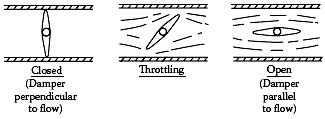 Closed
(Damper
perpendicular
to flow)
Throttling
Open
(Damper
parallel
to flow)